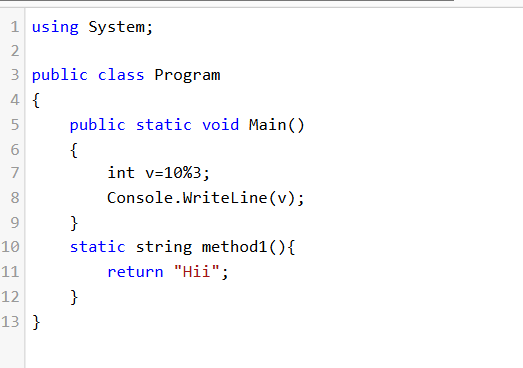 1 using System;
2
3 public class Program
4 {
5     public static void Main()
6     {
7         int v=10%3;
8         Console.WriteLine(v);
9     }
10     static string method1(){
11         return "Hii";
12     }
13 }